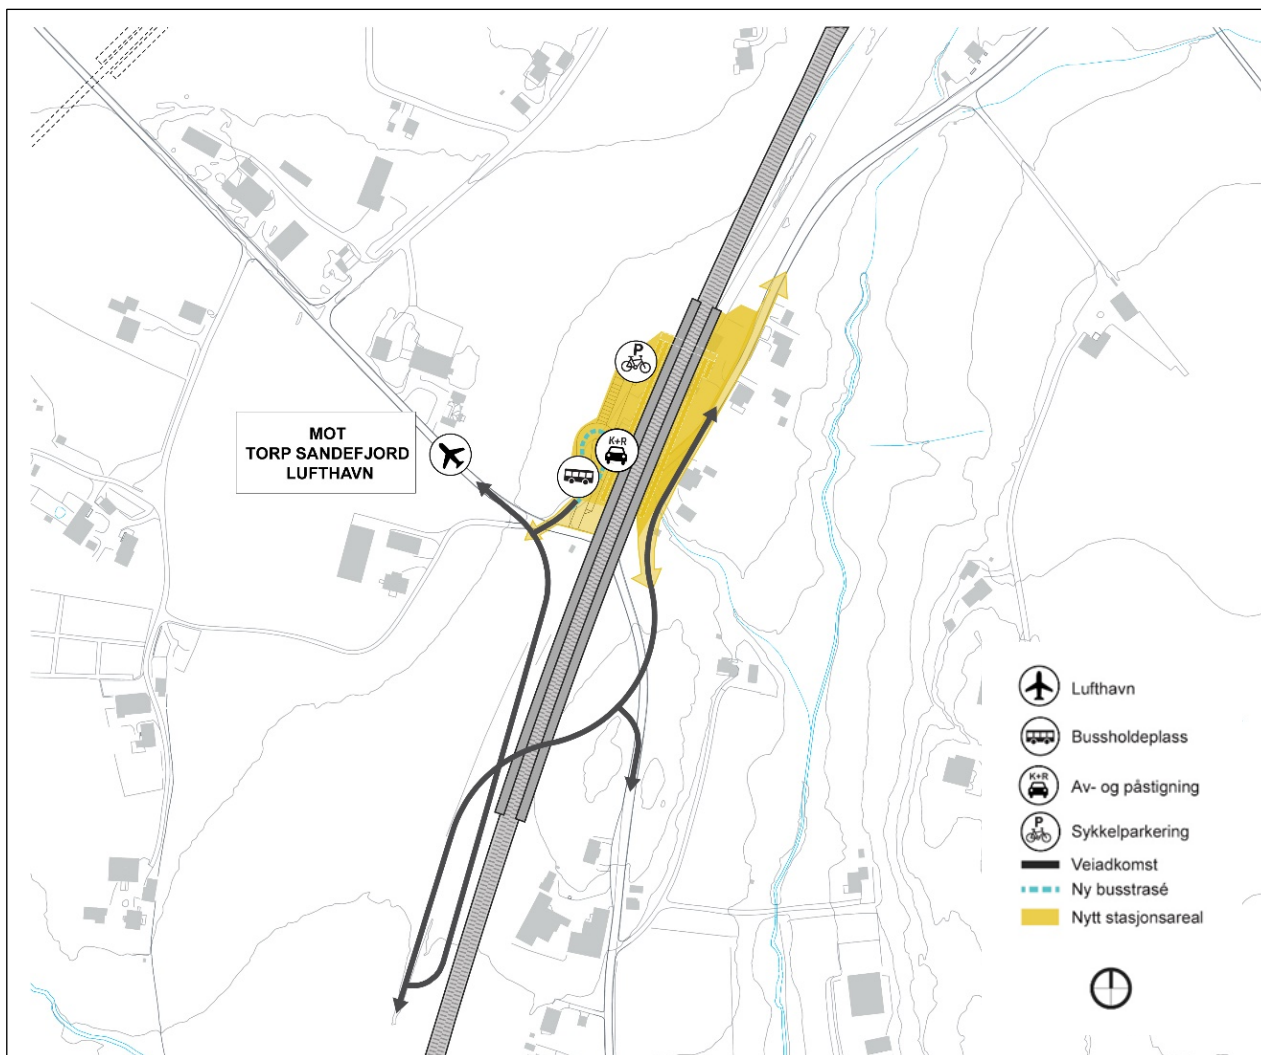 P
K+R
MOT
TORP SANDEFJORD
LUFTHAVN
Lufthavn
Bussholdeplass
K+R
Av- og påstigning
P
Sykkelparkering
Veiadkomst
Ny busstrasé
Nytt stasjonsareal